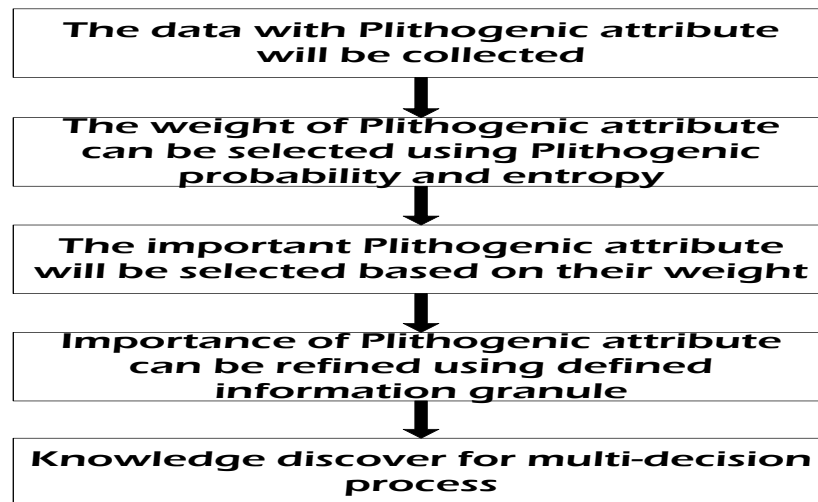 The data with Plithogenic attribute
will be collected
The weight of Plithogenic attribute
can be selected using Plithogenic
probability and entropy
The important Plithogenic attribute
will be selected based on their weight
Importance of Plithogenic attribute
can be refined using defined
information granule
Knowledge discover for multi-decision
process